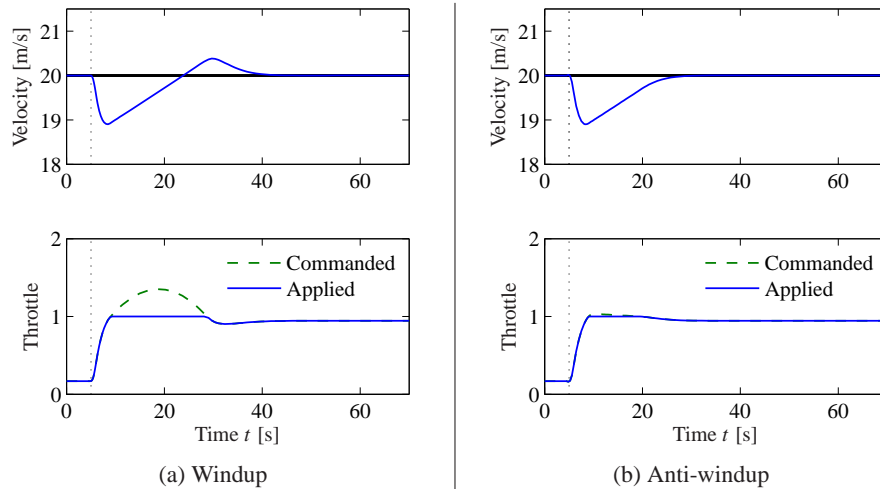 21
20
19
18
Velocity [m/s]
0 20 40 60
2
1
0
Throttle
Commanded
Applied
0 20 40 60
Time t [s]
(a) Windup
21
20
19
18
Velocity [m/s]
0 20 40 60
2
1
0
Throttle
Commanded
Applied
0 20 40 60
Time t [s]
(b) Anti-windup